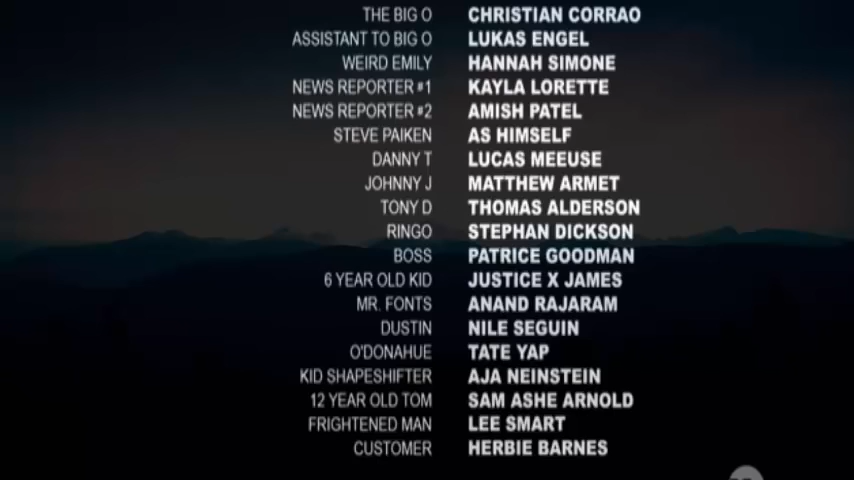 THE BIG O CHRISTIAN CORRAO
ASSISTANT TO BIG O LUKAS ENGEL
WEIRD EMILY HANNAH SIMONE
NEWS REPORTER #1 KAYLA LORETTE
NEWS REPORTER #2 AMISH PATEL
STEVE PAIKEN AS HIMSELF
DANNY T LUCAS MEEUSE
JOHNNY J MATTHEW ARMET
TONY D THOMAS ALDERSON
RINGO STEPHAN DICKSON
BOSS PATRICE GOODMAN
6 YEAR OLD KID JUSTICE X JAMES
MR. FONTS ANAND RAJARAM
DUSTIN NILE SEGUIN
O'DONAHUE TATE YAP
KID SHAPESHIFTER AJA NEINSTEIN
12 YEAR OLD TOM SAM ASHE ARNOLD
FRIGHTENED MAN LEE SMART
CUSTOMER HERBIE BARNES